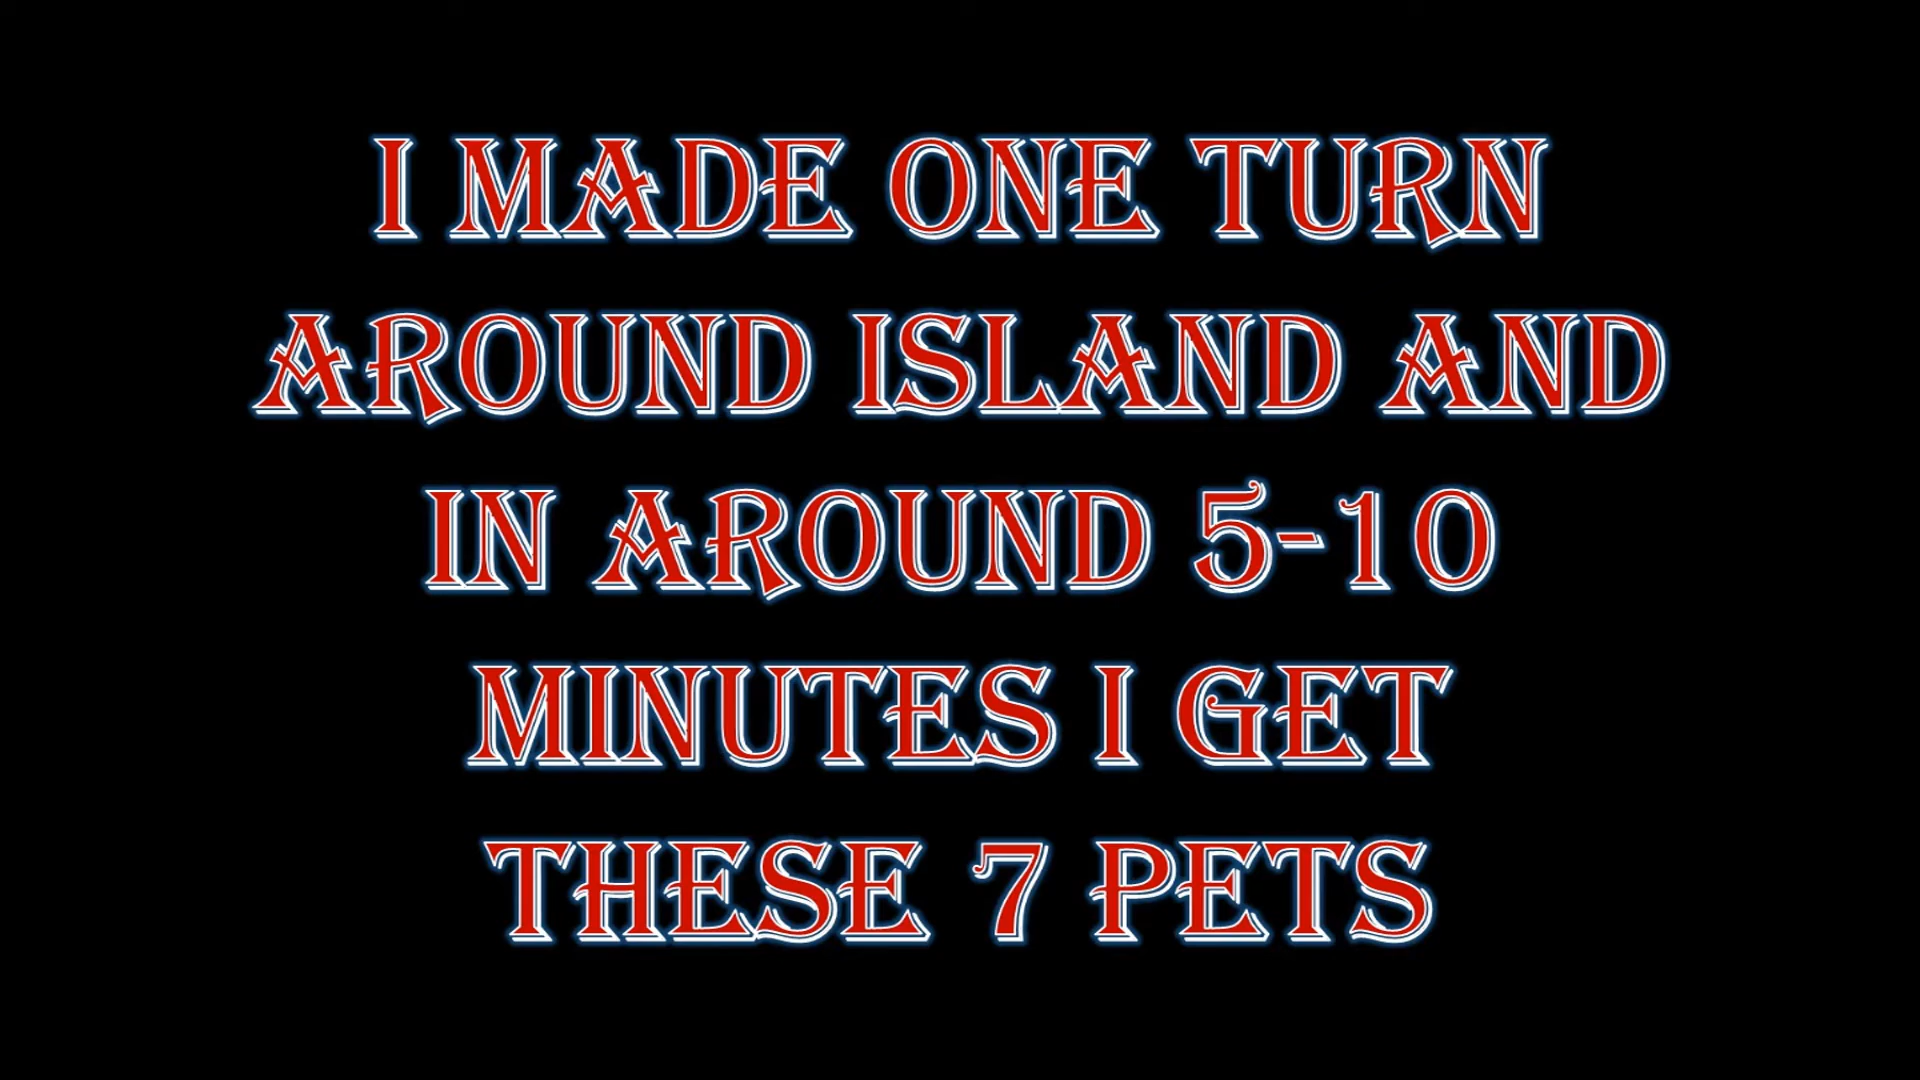 I MADE ONE TURN
AROUND ISLAND AND
IN AROUND 5-10
MINUTES I GET
THESE 7 PETS